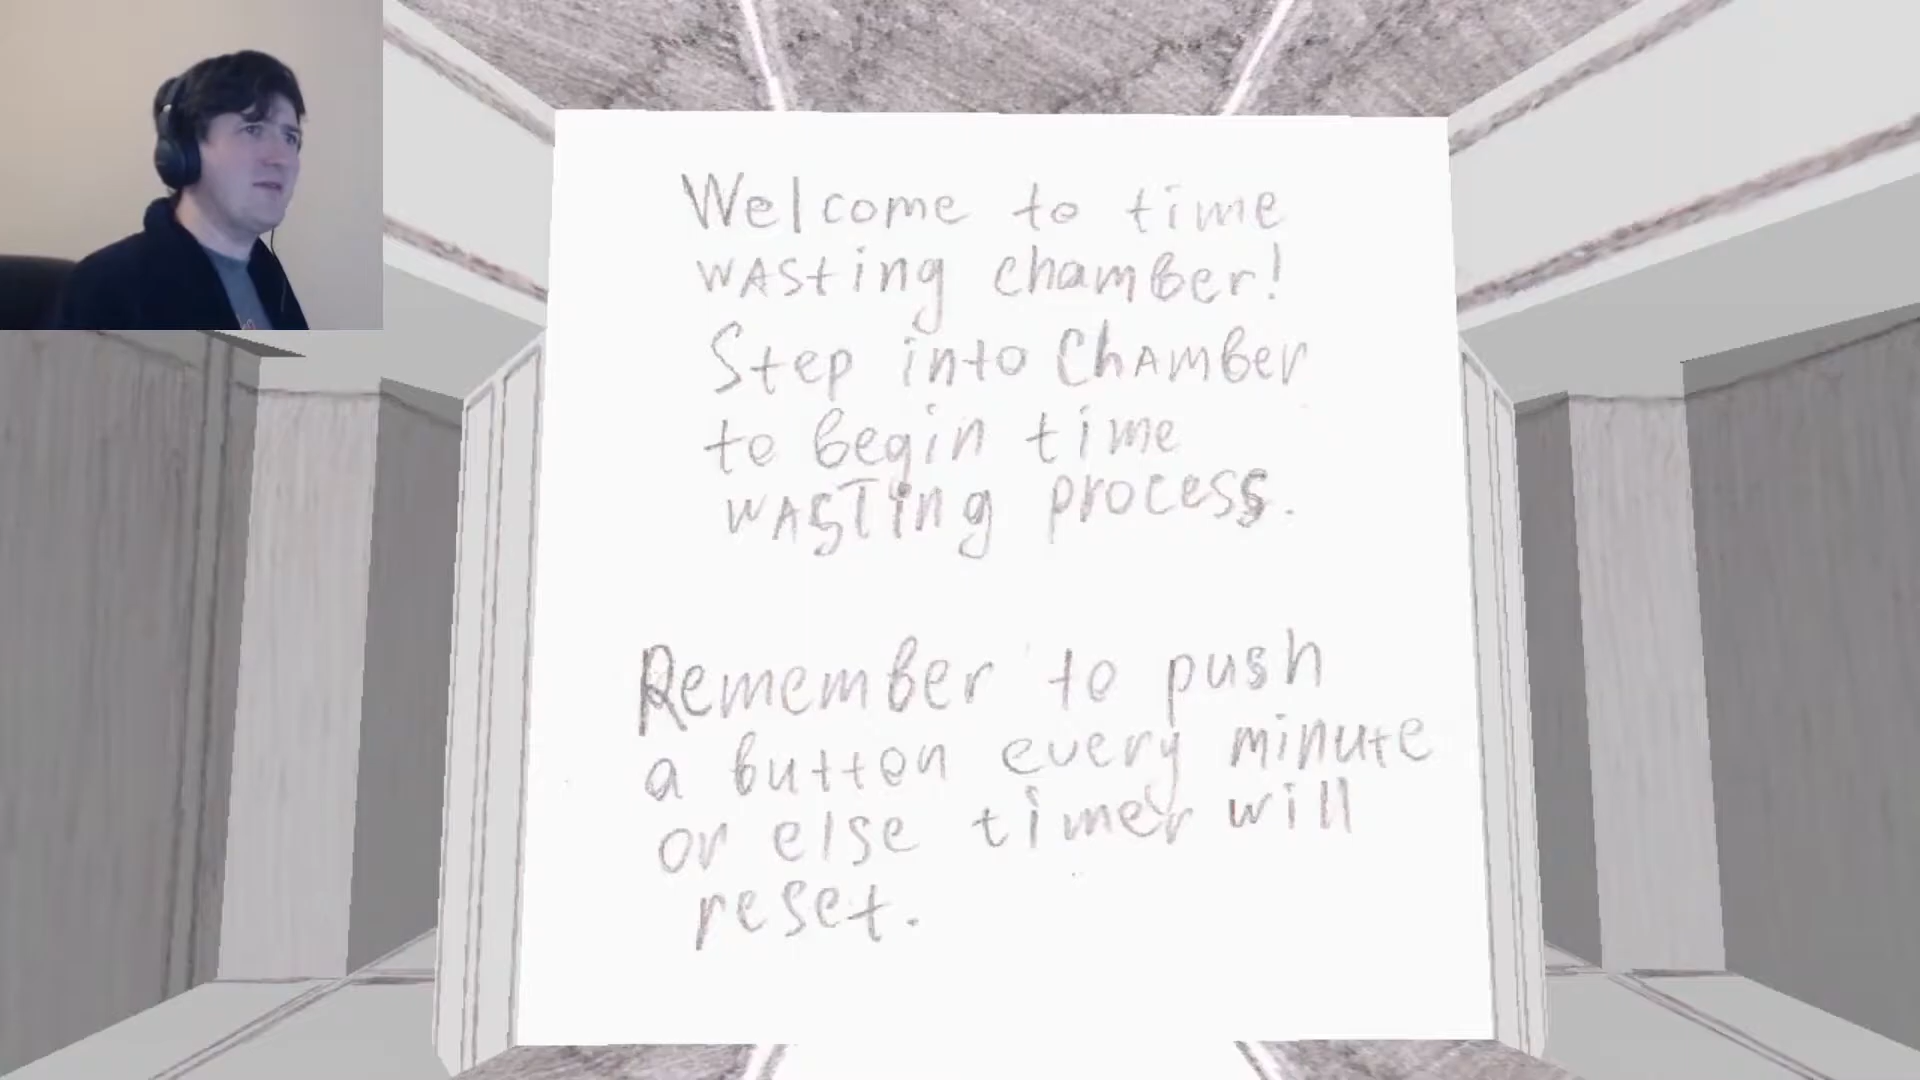 Welcome to time
wasting chamber!
Step into Chamber
to begin time
wasting process.
Remember to push
a button every minute
or else timer will
reset.